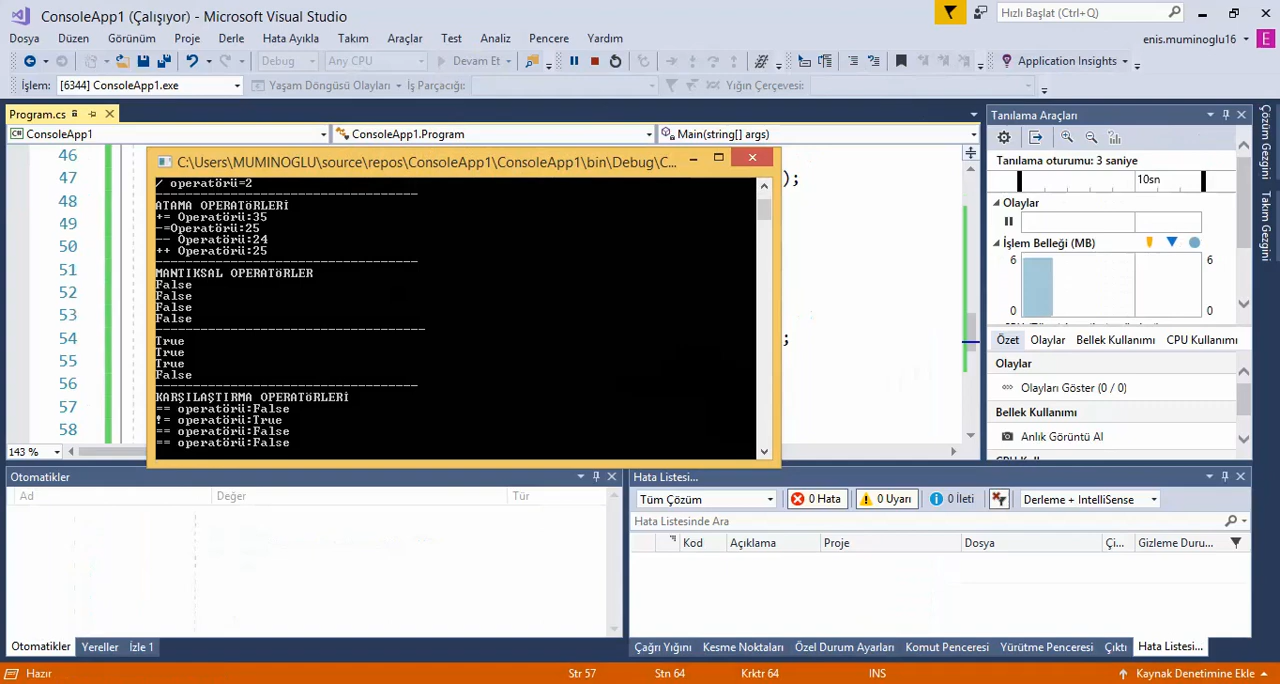 ConsoleApp1 (Çalışıyor) - Microsoft Visual Studio
Hızlı Başlat (Ctrl+Q)
Dosya Düzen Görünüm Proje Derle Hata Ayıkla Takım Araçlar Test Analiz Pencere Yardım
enis.muminoglu16 E
Debug Any CPU Devam Et Application Insights
İşlem: [6344] ConsoleApp1.exe Yaşam Döngüsü Olayları İş Parçacığı: Yığın Çerçevesi:
Program.cs
ConsoleApp1 ConsoleApp1.Program Main(string[] args)
46
47 );
48
49
50
51
52
53
54 ;
55
56
57
58
143 %
C:\Users\MUMINOGLU\source\repos\ConsoleApp1\ConsoleApp1\bin\Debug\C...
/ operatörü=2
-----------------------------------
ATAMA OPERATÖRLERİ
+= Operatörü:35
-=Operatörü:25
-- Operatörü:24
++ Operatörü:25
-----------------------------------
MANTIKSAL OPERATÖRLER
False
False
False
False
------------------------------------
True
True
True
False
-----------------------------------
KARŞILAŞTIRMA OPERATÖRLERİ
== operatörü:False
!= operatörü:True
== operatörü:False
== operatörü:False
Tanılama Araçları
Tanılama oturumu: 3 saniye
10sn
Olaylar
İşlem Belleği (MB)
6 6
0 0
Özet Olaylar Bellek Kullanımı CPU Kullanımı
Olaylar
Olayları Göster (0 / 0)
Bellek Kullanımı
Anlık Görüntü Al
Çözüm Gezgini
Takım Gezgini
Otomatikler
Ad Değer Tür
Otomatikler Yereller İzle 1
Hata Listesi...
Tüm Çözüm 0 Hata 0 Uyarı 0 İleti Derleme + IntelliSense
Hata Listesinde Ara
Kod Açıklama Proje Dosya Çi... Gizleme Duru...
Çağrı Yığını Kesme Noktaları Özel Durum Ayarları Komut Penceresi Yürütme Penceresi Çıktı Hata Listesi...
Hazır Str 57 Stn 64 Krktr 64 INS Kaynak Denetimine Ekle